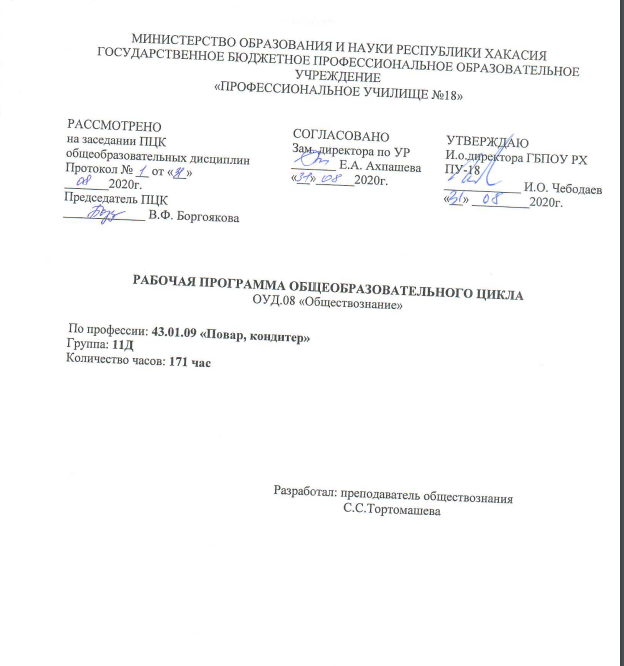 МИНИСТЕРСТВО ОБРАЗОВАНИЯ И НАУКИ РЕСПУБЛИКИ ХАКАСИЯ
ГОСУДАРСТВЕННОЕ БЮДЖЕТНОЕ ПРОФЕССИОНАЛЬНОЕ ОБРАЗОВАТЕЛЬНОЕ
УЧРЕЖДЕНИЕ
«ПРОФЕССИОНАЛЬНОЕ УЧИЛИЩЕ №18»
РАССМОТРЕНО
на заседании ПЦК
общеобразовательных дисциплин
Протокол № 1 от «31»
08 2020г.
Председатель ПЦК
В.Ф. Боргоякова
СОГЛАСОВАНО
Зам. директора по УР
Е.А. Ахпашева
«31» 08 2020г.
УТВЕРЖДАЮ
И.о.директора ГБПОУ РХ
ПУ-18
И.О. Чебодаев
«31» 08 2020г.
РАБОЧАЯ ПРОГРАММА ОБЩЕОБРАЗОВАТЕЛЬНОГО ЦИКЛА
ОУД.08 «Обществознание»
По профессии: 43.01.09 «Повар, кондитер»
Группа: 11Д
Количество часов: 171 час
Разработал: преподаватель обществознания
С.С.Тортомашева